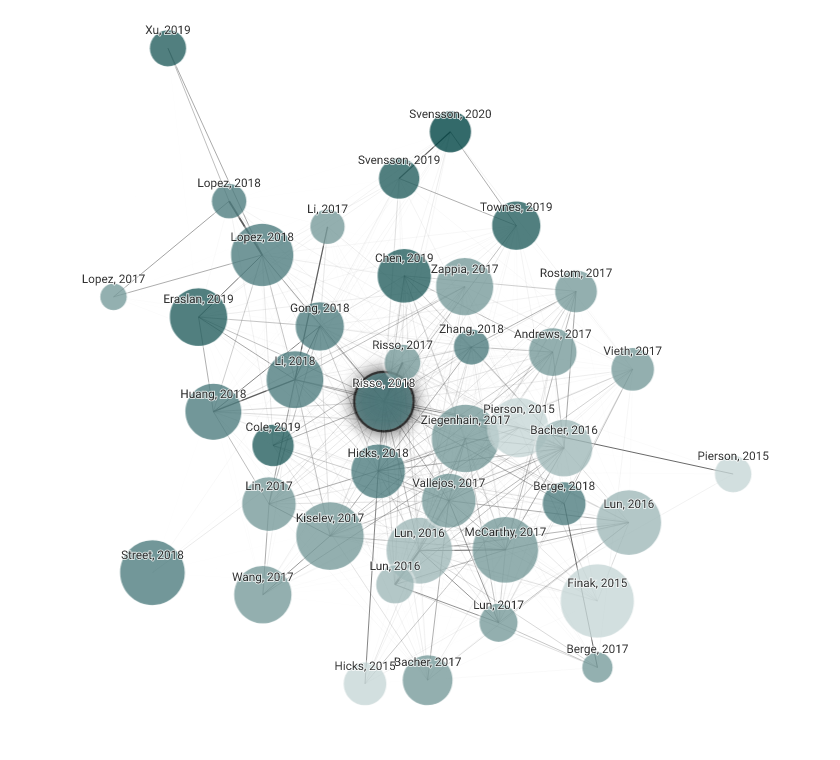 Xu, 2019
Svensson, 2020
Svensson, 2019
Lopez, 2018
Li, 2017
Townes, 2019
Lopez, 2018
Chen, 2019
Zappia, 2017
Rostom, 2017
Lopez, 2017
Eraslan, 2019
Gong, 2018
Zhang, 2018
Andrews, 2017
Risso, 2017
Vieth, 2017
Li, 2018
Risso, 2018
Huang, 2018
Pierson, 2015
Ziegenhain, 2017
Cole, 2019
Bacher, 2016
Hicks, 2018
Pierson, 2015
Lin, 2017
Vallejos, 2017
Berge, 2018
Lun, 2016
Kiselev, 2017
Lun, 2016
McCarthy, 2017
Street, 2018
Lun, 2016
Wang, 2017
Finak, 2015
Lun, 2017
Berge, 2017
Hicks, 2015
Bacher, 2017